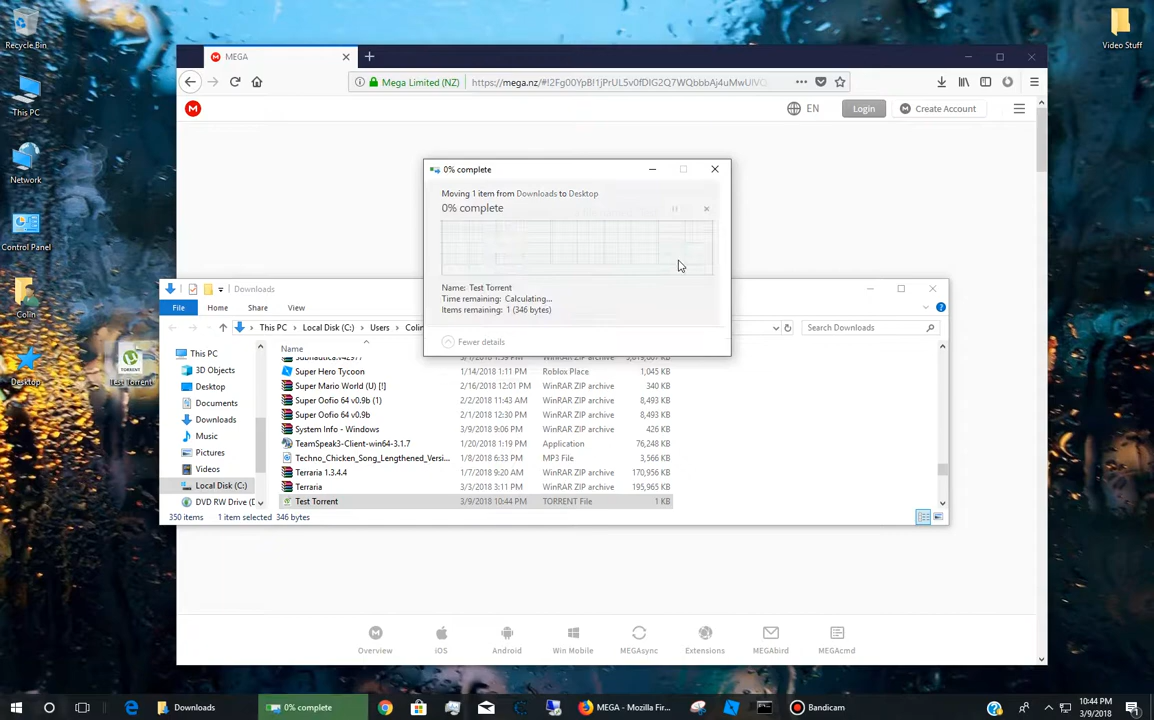 Recycle Bin
This PC
Network
Control Panel
Colin
Desktop
TORRENT
Test Torrent
Video Stuff
MEGA
Mega Limited (NZ)
EN
Login
Create Account
0% complete
Moving 1 item from Downloads to Desktop
0% complete
Name: Test Torrent
Time remaining: Calculating...
Items remaining: 1 (346 bytes)
Fewer details
Downloads
File
Home
Share
View
This PC
Local Disk (C:)
Users
Search Downloads
This PC
3D Objects
Desktop
Documents
Downloads
Music
Pictures
Videos
Local Disk (C:)
DVD RW Drive (
Name
Super Hero Tycoon 1/14/2018 1:11 PM Roblox Place 1,045 KB
Super Mario World (U) [!] 2/16/2018 12:01 PM WinRAR ZIP archive 340 KB
Super Oofio 64 v0.9b (1) 2/2/2018 11:43 AM WinRAR ZIP archive 8,493 KB
Super Oofio 64 v0.9b 2/1/2018 12:30 PM WinRAR ZIP archive 8,493 KB
System Info - Windows 3/9/2018 9:06 PM WinRAR ZIP archive 426 KB
TeamSpeak3-Client-win64-3.1.7 1/20/2018 1:19 PM Application 76,248 KB
Techno_Chicken_Song_Lengthened_Versi... 1/8/2018 6:33 PM MP3 File 3,566 KB
Terraria 1.3.4.4 1/7/2018 9:20 AM WinRAR ZIP archive 170,956 KB
Terraria 3/3/2018 3:11 PM WinRAR ZIP archive 195,965 KB
Test Torrent 3/9/2018 10:44 PM TORRENT File 1 KB
350 items 1 item selected 346 bytes
Overview
iOS
Android
Win Mobile
MEGAsync
Extensions
MEGAbird
MEGAcmd
Downloads
0% complete
MEGA - Mozilla Fir...
Bandicam
10:44 PM
3/9/2018